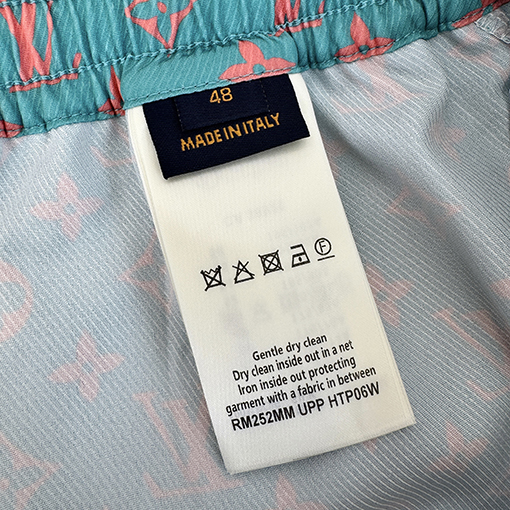 48
MADE IN ITALY
F
Gentle dry clean
Dry clean inside out in a net
Iron inside out protecting
garment with a fabric in between
RM252MM UPP HTP06W